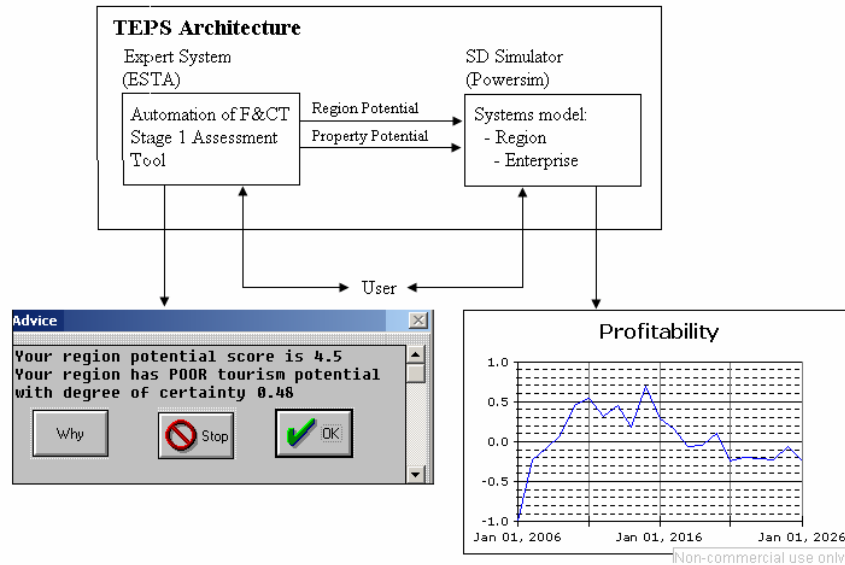 TEPS Architecture
Expert System
(ESTA)
SD Simulator
(Powersim)
Automation of F&CT
Stage 1 Assessment
Tool
Region Potential
Property Potential
Systems model:
- Region
- Enterprise
User
Advice
Your region potential score is 4.5
Your region has POOR tourism potential
with degree of certainty 0.48
Why
Stop
OK
Profitability
1.0
0.5
0.0
-0.5
-1.0
Jan 01, 2006
Jan 01, 2016
Jan 01, 2026
Non-commercial use only